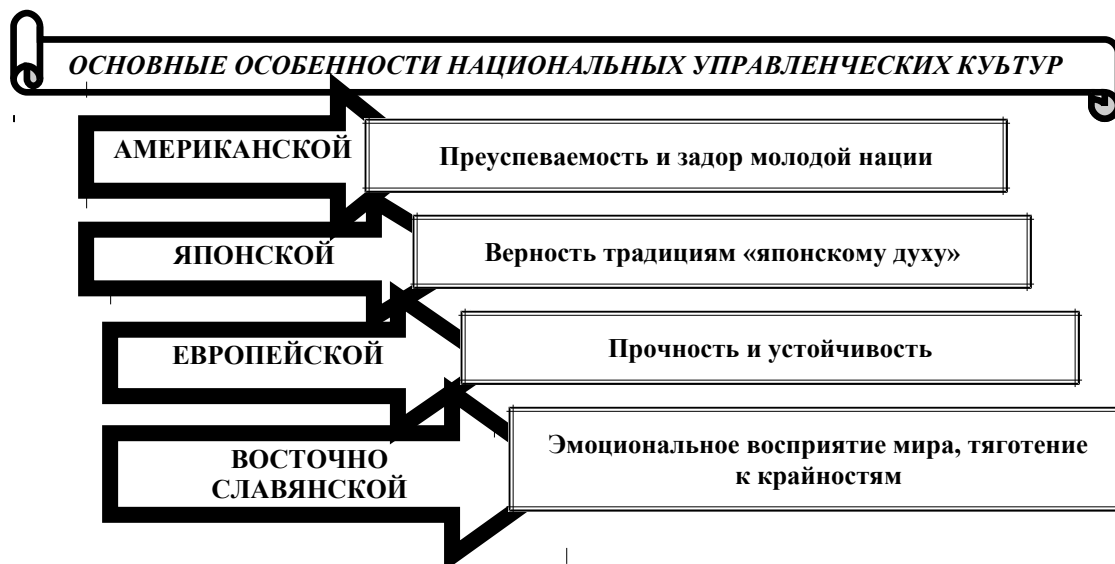 ОСНОВНЫЕ ОСОБЕННОСТИ НАЦИОНАЛЬНЫХ УПРАВЛЕНЧЕСКИХ КУЬТУР
АМЕРИКАНСКОЙ
Преуспеваемость и задор молодой нации
ЯПОНСКОЙ
Верность традициям «японскому духу»
ЕВРОПЕЙСКОЙ
Прочность и устойчивость
ВОСТОЧНО
СЛАВЯНСКОЙ
Эмоциональное восприятие мира, тяготение
к крайностям